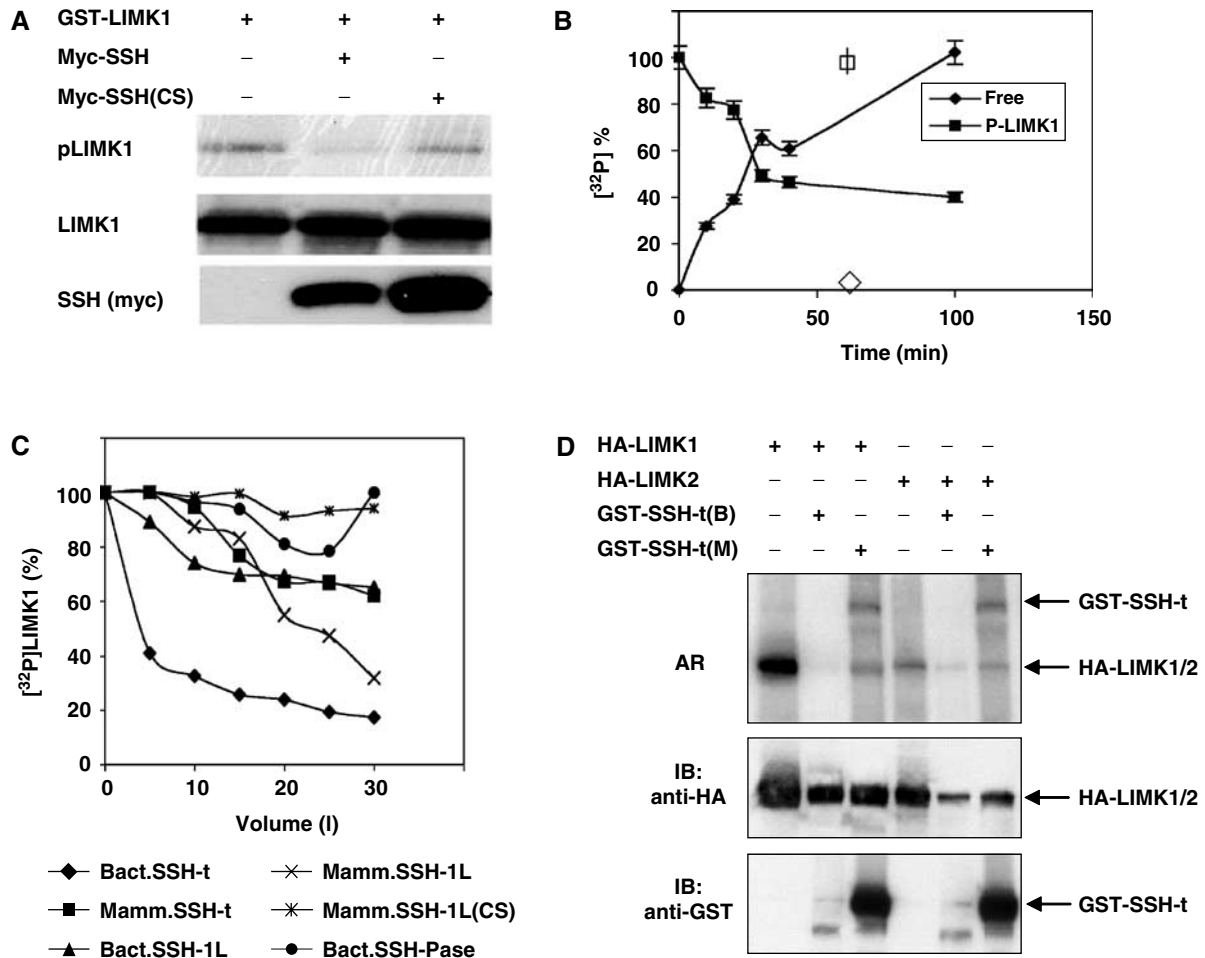 A
GST-LIMK1 + + +
Myc-SSH – + –
Myc-SSH(CS) – – +
pLIMK1
LIMK1
SSH (myc)
B
[32P] %
100
80
60
40
20
0
0 50 100 150
Time (min)
Free
P-LIMK1
C
[32P]LIMK1 (%)
100
80
60
40
20
0
0 10 20 30
Volume (l)
Bact.SSH-t Mamm.SSH-1L
Mamm.SSH-t Mamm.SSH-1L(CS)
Bact.SSH-1L Bact.SSH-Pase
D
HA-LIMK1 + + + – – –
HA-LIMK2 – – – + + +
GST-SSH-t(B) – + – – + –
GST-SSH-t(M) – – + – – +
AR
GST-SSH-t
HA-LIMK1/2
IB:
anti-HA
HA-LIMK1/2
IB:
anti-GST
GST-SSH-t